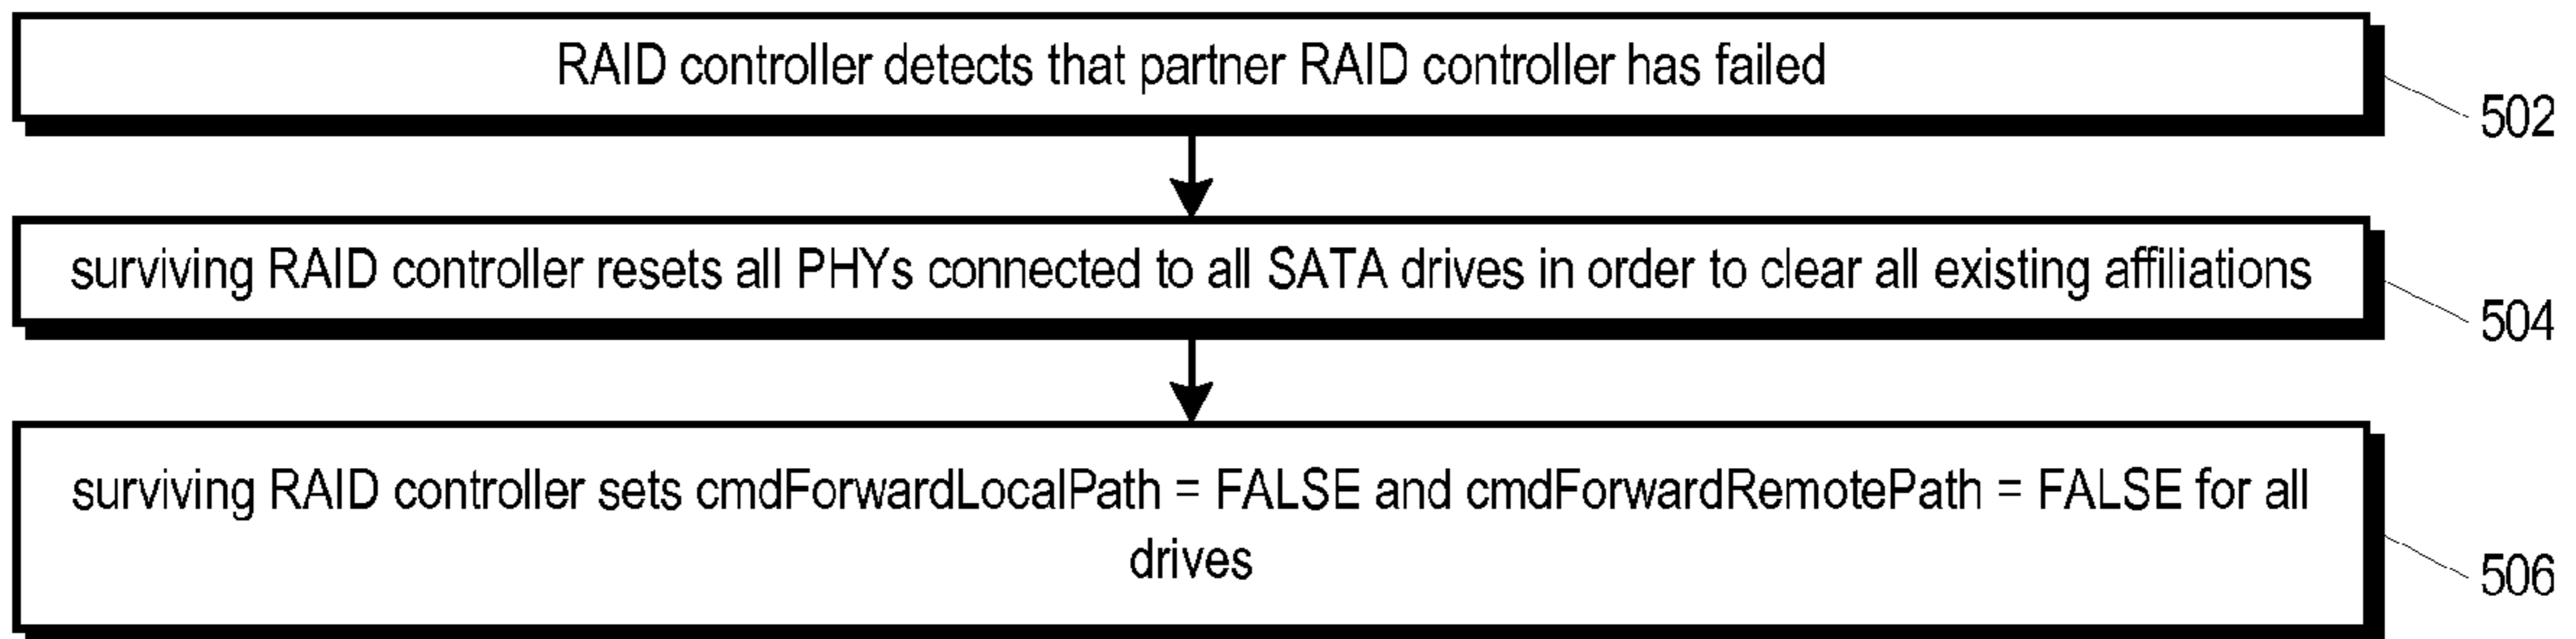 RAID controller detects that partner RAID controller has failed
502
surviving RAID controller resets all PHYs connected to all SATA drives in order to clear all existing affiliations
504
surviving RAID controller sets cmdForwardLocalPath = FALSE and cmdForwardRemotePath = FALSE for all
drives
506